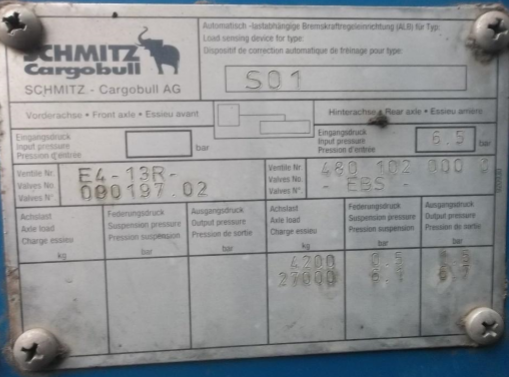 SCHMITZ
Cargobull
SCHMITZ - Cargobull AG
Automatisch -lastabhängige Bremskraftregeleinrichtung (ALB) für Typ:
Load sensing device for type:
Dispositif de correction automatique de freinage pour type:
S01
Vorderachse • Front axle • Essieu avant
Hinterachse • Rear axle • Essieu arrière
Eingangsdruck
Input pressure
Pression d'entrée
bar
Eingangsdruck
Input pressure
Pression d'entrée
6.5
bar
Ventile Nr.
Valves No.
Valves N°.
E4-13R-
080197.02
Ventile Nr.
Valves No.
Valves N°.
480 102 000
- EBS -
Achslast
Axle load
Charge essieu
kg
Federungsdruck
Suspension pressure
Pression suspension
bar
Ausgangsdruck
Output pressure
Pression de sortie
bar
Achslast
Axle load
Charge essieu
kg
Federungsdruck
Suspension pressure
Pression suspension
bar
Ausgangsdruck
Output pressure
Pression de sortie
bar
4200 0.5
27000